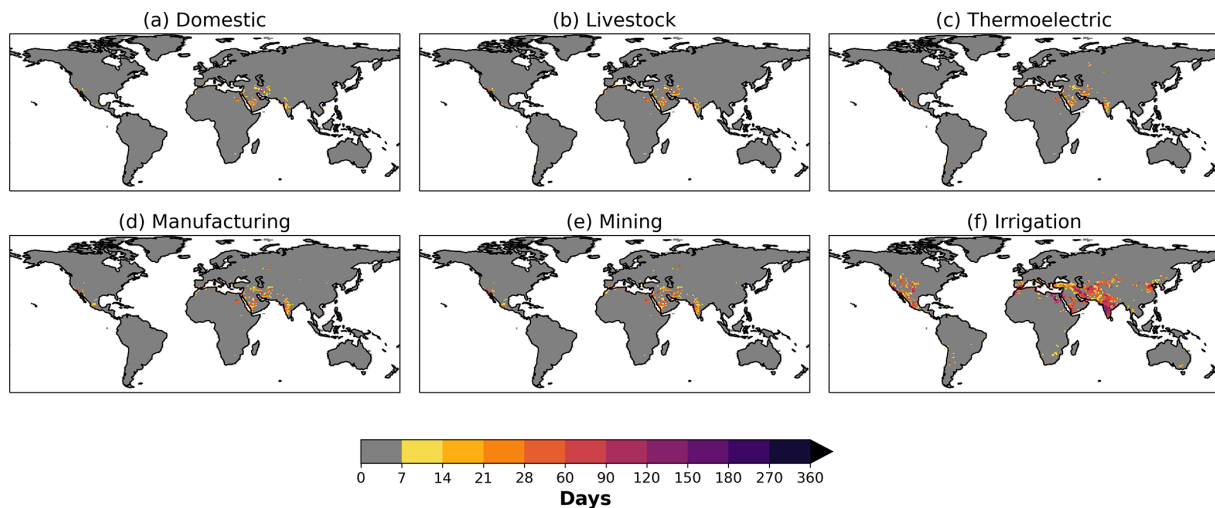 (a) Domestic
(b) Livestock
(c) Thermoelectric
(d) Manufacturing
(e) Mining
(f) Irrigation
0 7 14 21 28 60 90 120 150 180 270 360
Days